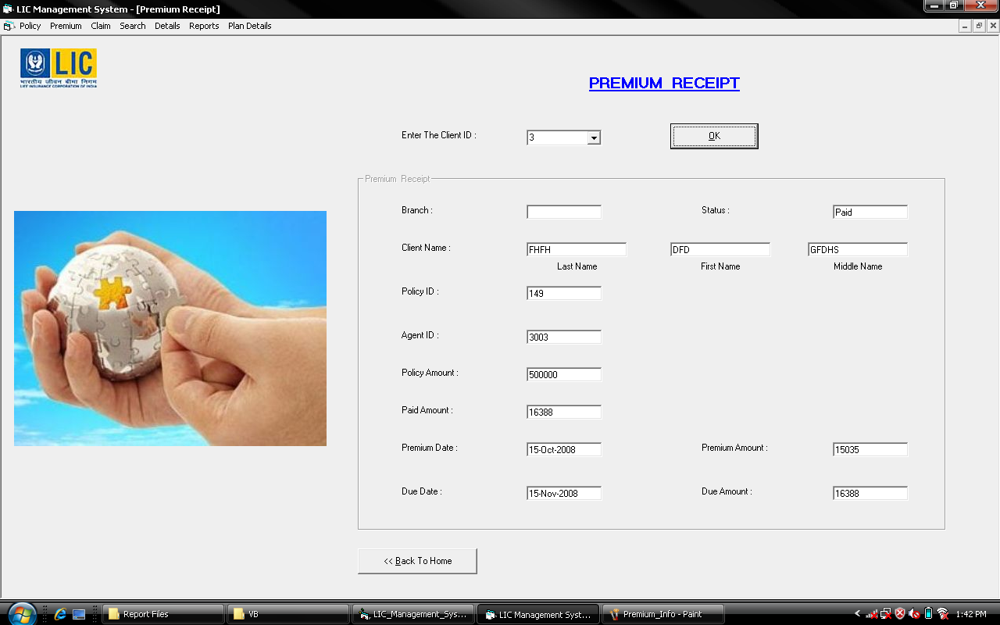 LIC Management System - [Premium Receipt]
Policy Premium Claim Search Details Reports Plan Details
LIC
भारतीय जीवन बीमा निगम
LIFE INSURANCE CORPORATION OF INDIA
PREMIUM RECEIPT
Enter The Client ID : 3 OK
Premium Receipt
Branch : Status : Paid
Client Name : FHFH DFD GFDHS
Last Name First Name Middle Name
Policy ID : 149
Agent ID : 3003
Policy Amount : 500000
Paid Amount : 16388
Premium Date : 15-Oct-2008 Premium Amount : 15035
Due Date : 15-Nov-2008 Due Amount : 16388
<< Back To Home
Report Files VB LIC_Management_Sys... LIC Management Syst... Premium_Info - Paint 1:42 PM